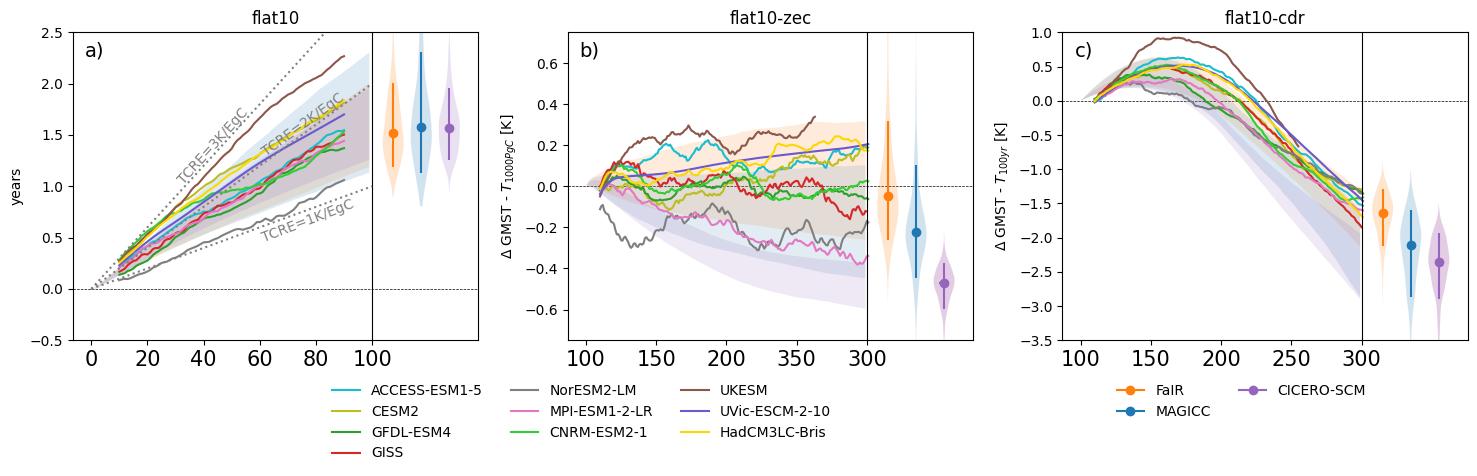 flat10
a)
years
2.5
2.0
1.5
1.0
0.5
0.0
−0.5
TCRE=3K/EgC
TCRE=2K/EgC
TCRE=1K/EgC
0 20 40 60 80 100
flat10-zec
b)
Δ GMST - T1000PgC [K]
0.6
0.4
0.2
0.0
−0.2
−0.4
−0.6
100 150 200 250 300
flat10-cdr
c)
Δ GMST - T100yr [K]
1.0
0.5
0.0
−0.5
−1.0
−1.5
−2.0
−2.5
−3.0
−3.5
100 150 200 250 300
ACCESS-ESM1-5
CESM2
GFDL-ESM4
GISS
NorESM2-LM
MPI-ESM1-2-LR
CNRM-ESM2-1
UKESM
UVic-ESCM-2-10
HadCM3LC-Bris
FaIR
MAGICC
CICERO-SCM